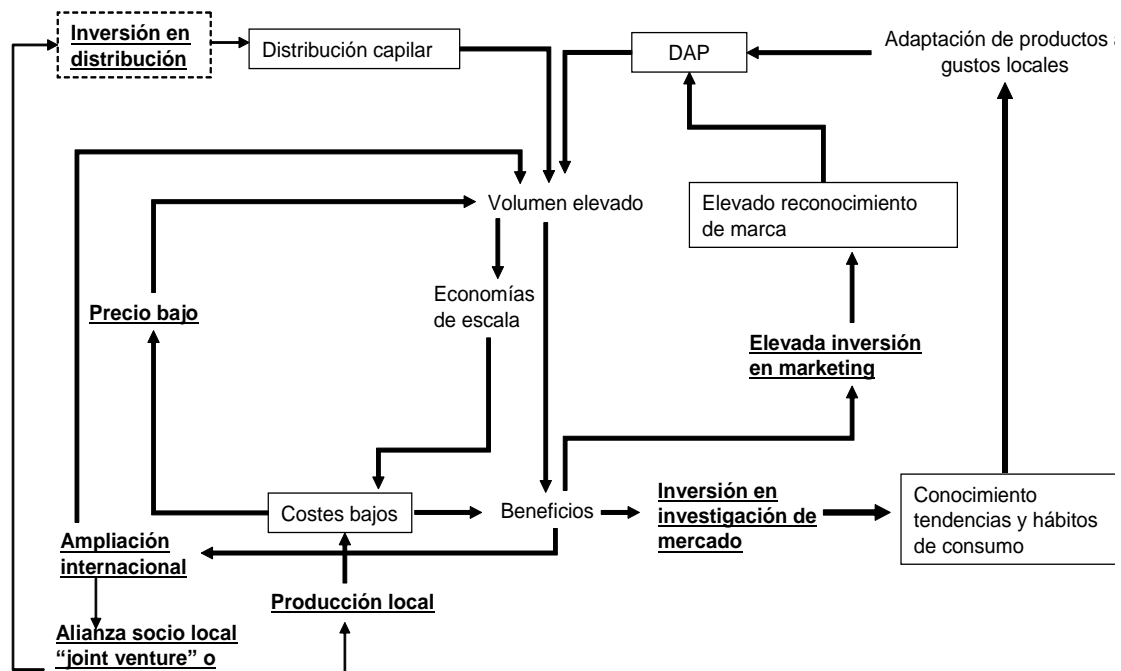 Inversión en
distribución
Distribución capilar
DAP
Adaptación de productos
gustos locales
Volumen elevado
Elevado reconocimiento
de marca
Economías
de escala
Precio bajo
Elevada inversión
en marketing
Costes bajos
Beneficios
Inversión en
investigación de
mercado
Conocimiento
tendencias y hábitos
de consumo
Ampliación
internacional
Producción local
Alianza socio local
“joint venture” o